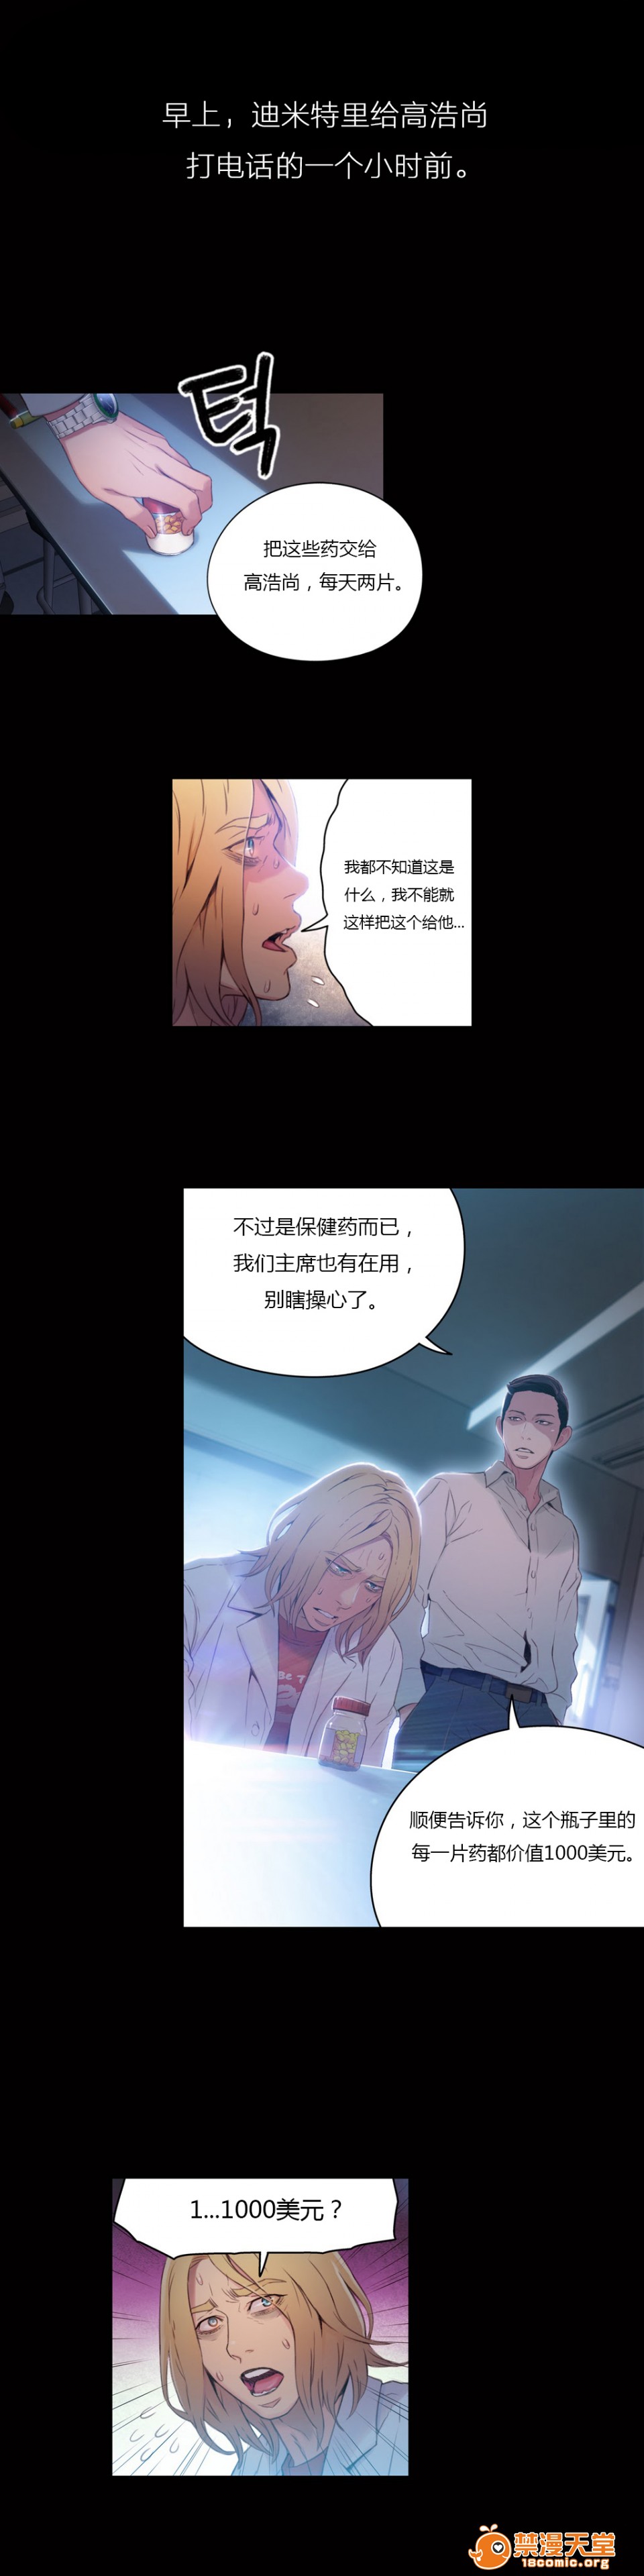 早上，迪米特里给高浩尚
打电话的一个小时前。
턱
把这些药交给
高浩尚，每天两片。
我都不知道这是
什么，我不能就
这样把这个给他...
不过是保健药而已，
我们主席也有在用，
别瞎操心了。
BE T
顺便告诉你，这个瓶子里的
每一片药都价值1000美元。
1...1000美元？
禁漫天堂
18comic.org